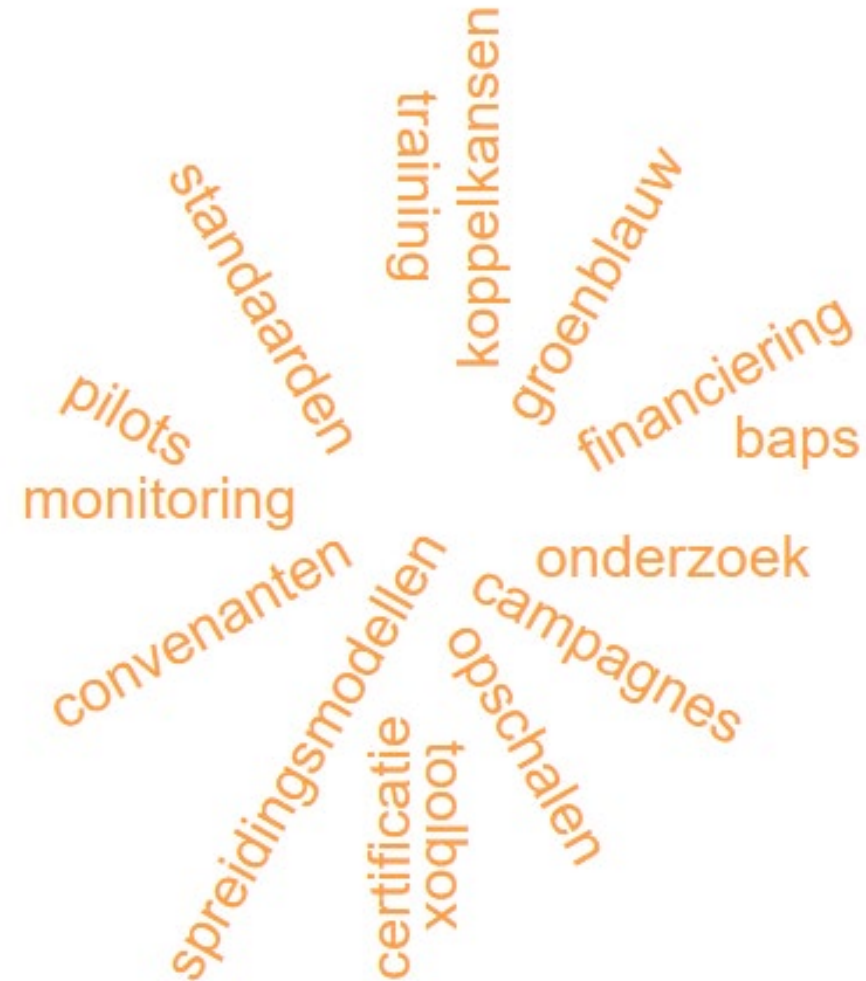 koppelkansen
training
groenblauw
standaarden
financiering
pilots
baps
monitoring
onderzoek
convenanten
campagnes
spreidingsmodellen
opschalen
certificatie
toolbox